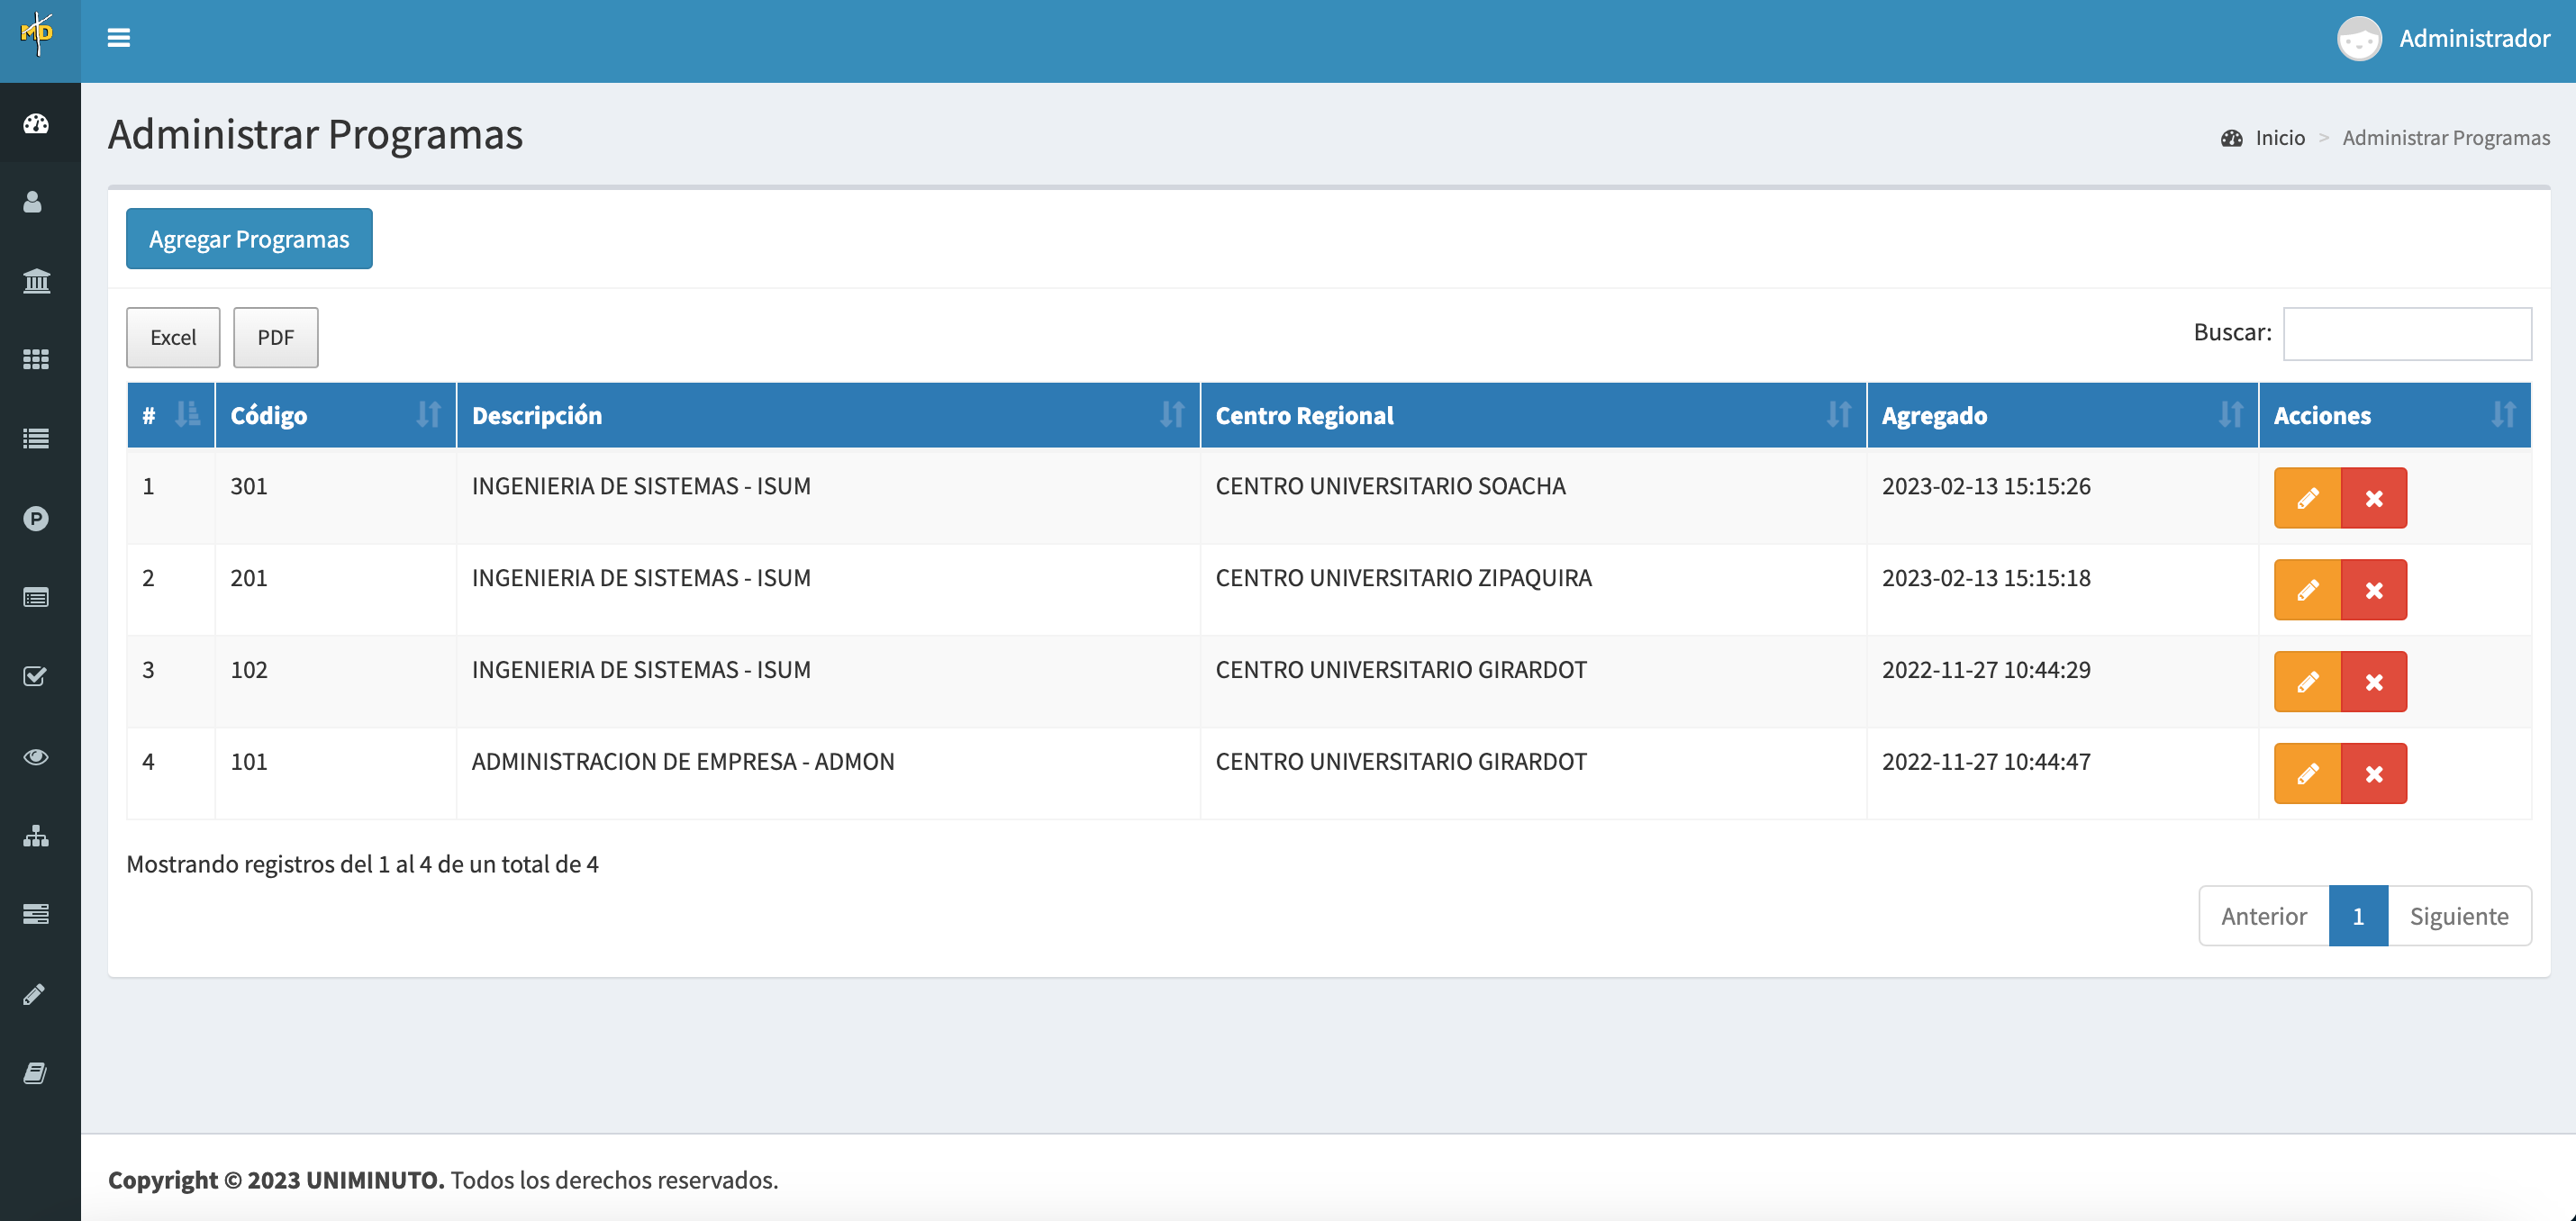 MD
Administrador
Administrar Programas
Inicio > Administrar Programas
Agregar Programas
Excel PDF Buscar:
# Código Descripción Centro Regional Agregado Acciones
1 301 INGENIERIA DE SISTEMAS - ISUM CENTRO UNIVERSITARIO SOACHA 2023-02-13 15:15:26
2 201 INGENIERIA DE SISTEMAS - ISUM CENTRO UNIVERSITARIO ZIPAQUIRA 2023-02-13 15:15:18
3 102 INGENIERIA DE SISTEMAS - ISUM CENTRO UNIVERSITARIO GIRARDOT 2022-11-27 10:44:29
4 101 ADMINISTRACION DE EMPRESA - ADMON CENTRO UNIVERSITARIO GIRARDOT 2022-11-27 10:44:47
Mostrando registros del 1 al 4 de un total de 4
Anterior 1 Siguiente
Copyright © 2023 UNIMINUTO. Todos los derechos reservados.